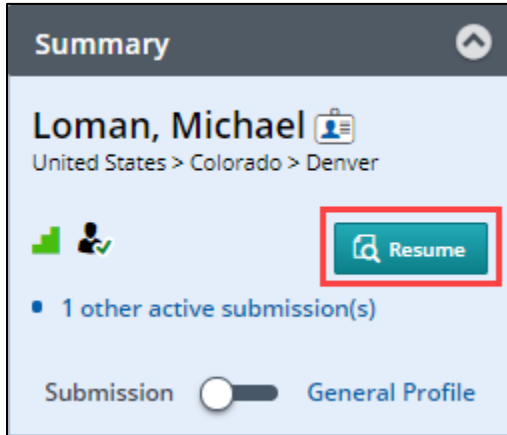 Summary
Loman, Michael
United States > Colorado > Denver
Resume
1 other active submission(s)
Submission General Profile